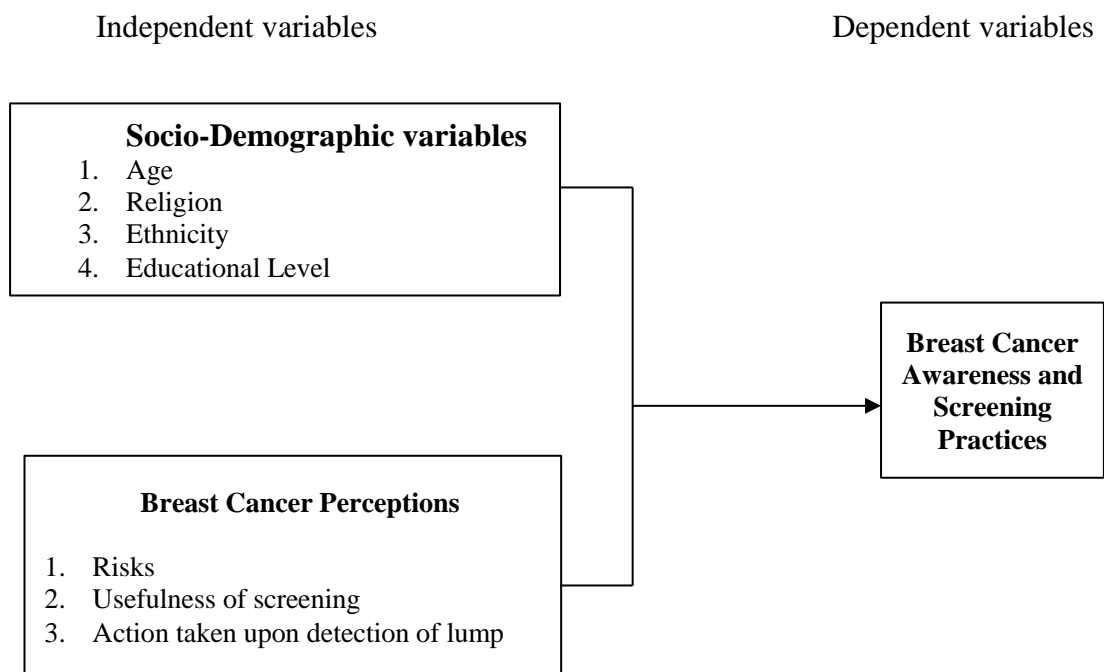 Independent variables
Dependent variables
Socio-Demographic variables
1. Age
2. Religion
3. Ethnicity
4. Educational Level
Breast Cancer
Awareness and
Screening
Practices
Breast Cancer Perceptions
1. Risks
2. Usefulness of screening
3. Action taken upon detection of lump